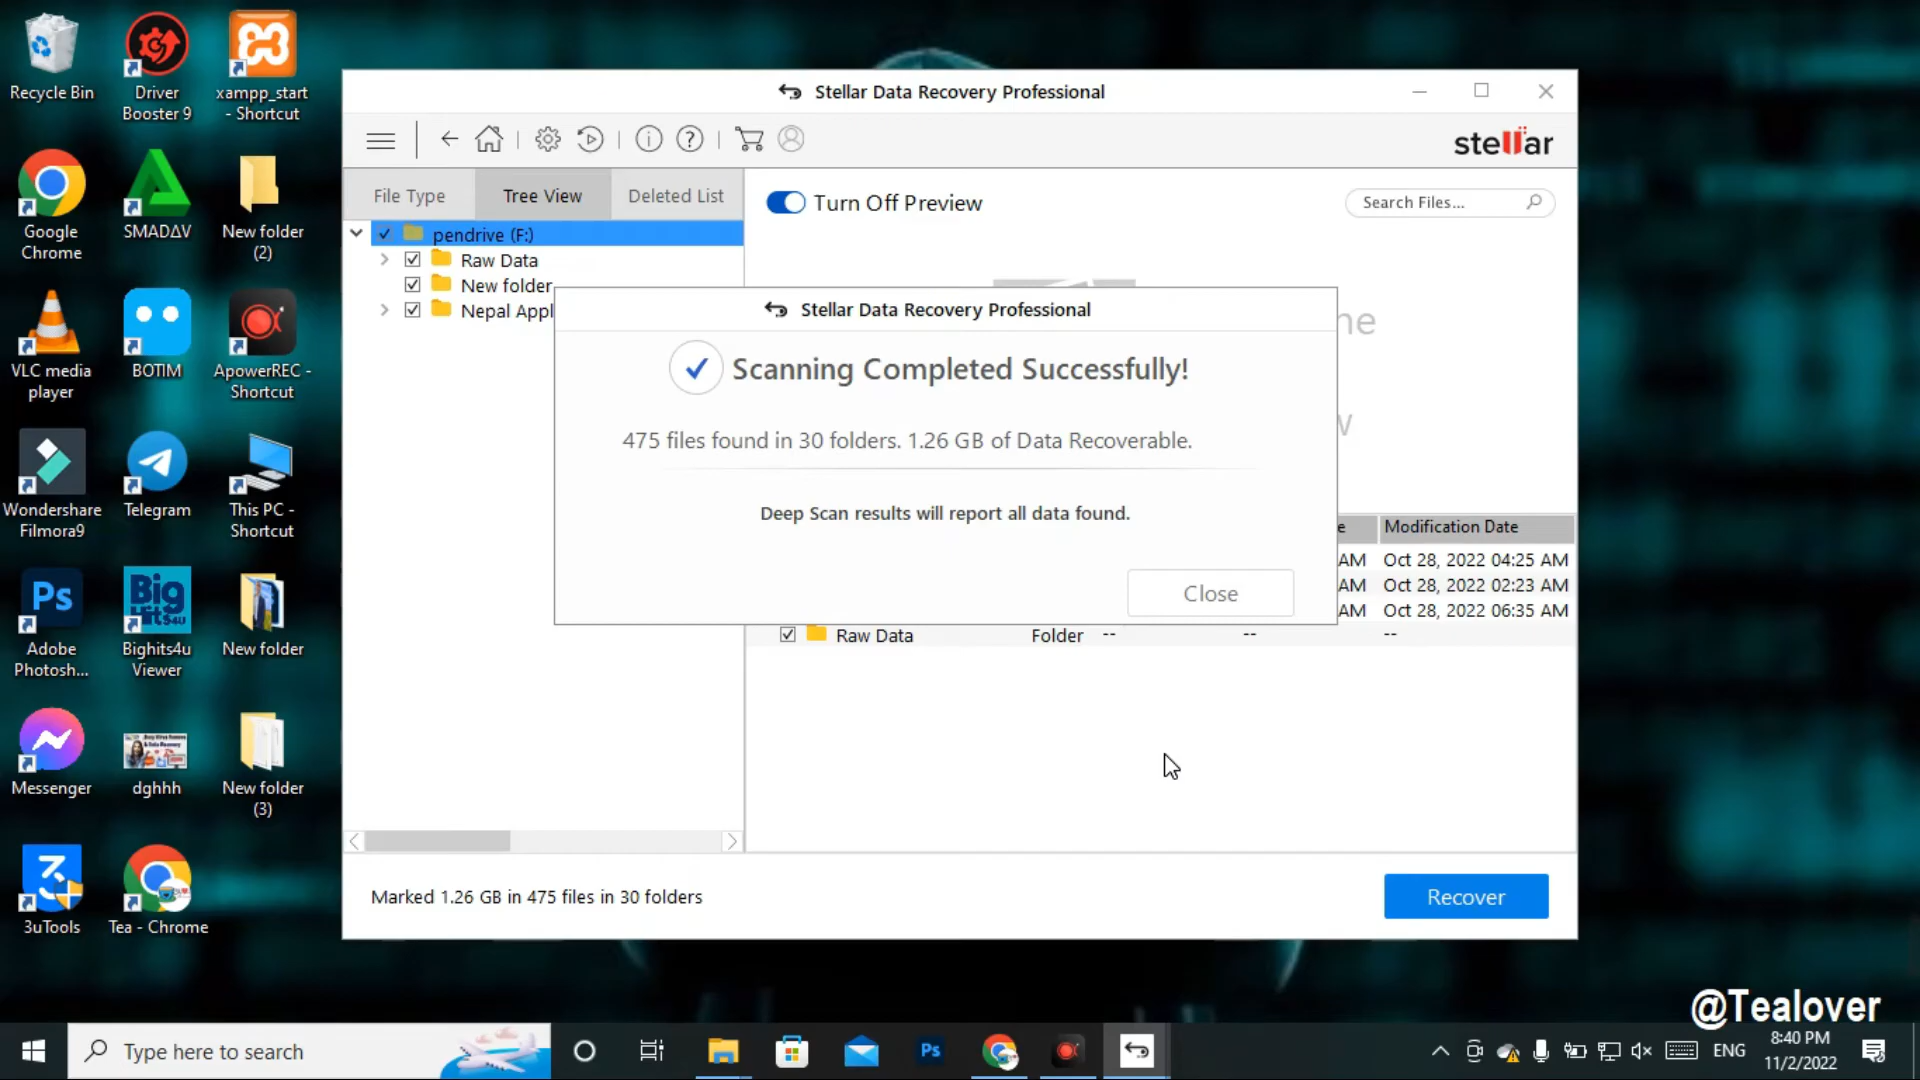 Recycle Bin
Driver
Booster 9
xampp_start
- Shortcut
Google
Chrome
SMADΔV
New folder
(2)
VLC media
player
BOTIM
ApowerREC -
Shortcut
Wondershare
Filmora9
Telegram
This PC -
Shortcut
Ps
Adobe
Photosh...
Big
Hits4U
Bighits4u
Viewer
New folder
Messenger
dghhh
New folder
(3)
3uTools
Tea - Chrome
Stellar Data Recovery Professional
stellar
File Type
Tree View
Deleted List
Turn Off Preview
Search Files...
pendrive (F:)
Raw Data
New folder
Nepal Appl
Stellar Data Recovery Professional
Scanning Completed Successfully!
475 files found in 30 folders. 1.26 GB of Data Recoverable.
Deep Scan results will report all data found.
Close
ne
w
e Modification Date
AM Oct 28, 2022 04:25 AM
AM Oct 28, 2022 02:23 AM
AM Oct 28, 2022 06:35 AM
Raw Data Folder -- -- --
Marked 1.26 GB in 475 files in 30 folders
Recover
@Tealover
Type here to search
Ps
ENG
8:40 PM
11/2/2022